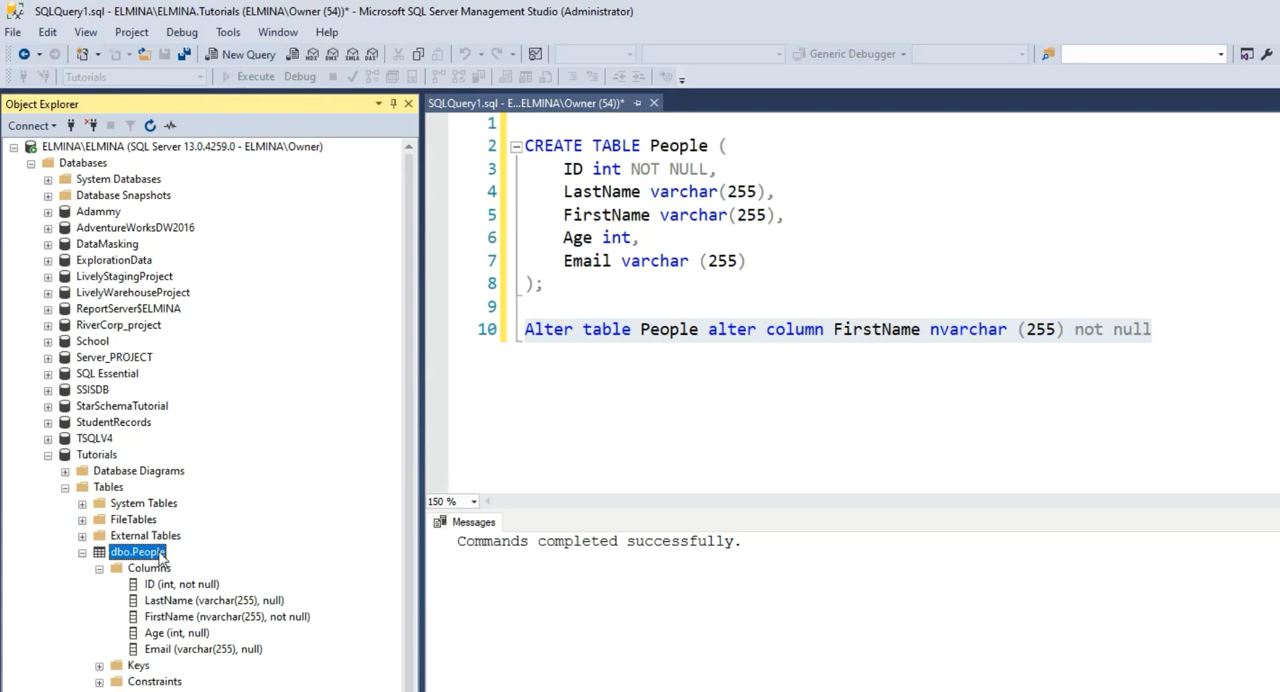 SQLQuery1.sql - ELMINA\ELMINA.Tutorials (ELMINA\Owner (54))* - Microsoft SQL Server Management Studio (Administrator)
File Edit View Project Debug Tools Window Help
New Query MDX DMX XMLA DAX Generic Debugger
Tutorials Execute Debug
Object Explorer
Connect
ELMINA\ELMINA (SQL Server 13.0.4259.0 - ELMINA\Owner)
Databases
System Databases
Database Snapshots
Adammy
AdventureWorksDW2016
DataMasking
ExplorationData
LivelyStagingProject
LivelyWarehouseProject
ReportServer$ELMINA
RiverCorp_project
School
Server_PROJECT
SQL Essential
SSISDB
StarSchemaTutorial
StudentRecords
TSQLV4
Tutorials
Database Diagrams
Tables
System Tables
FileTables
External Tables
dbo.People
Columns
ID (int, not null)
LastName (varchar(255), null)
FirstName (nvarchar(255), not null)
Age (int, null)
Email (varchar(255), null)
Keys
Constraints
SQLQuery1.sql - E...ELMINA\Owner (54))*
1
2 CREATE TABLE People (
3 ID int NOT NULL,
4 LastName varchar(255),
5 FirstName varchar(255),
6 Age int,
7 Email varchar (255)
8 );
9
10 Alter table People alter column FirstName nvarchar (255) not null
150 %
Messages
Commands completed successfully.